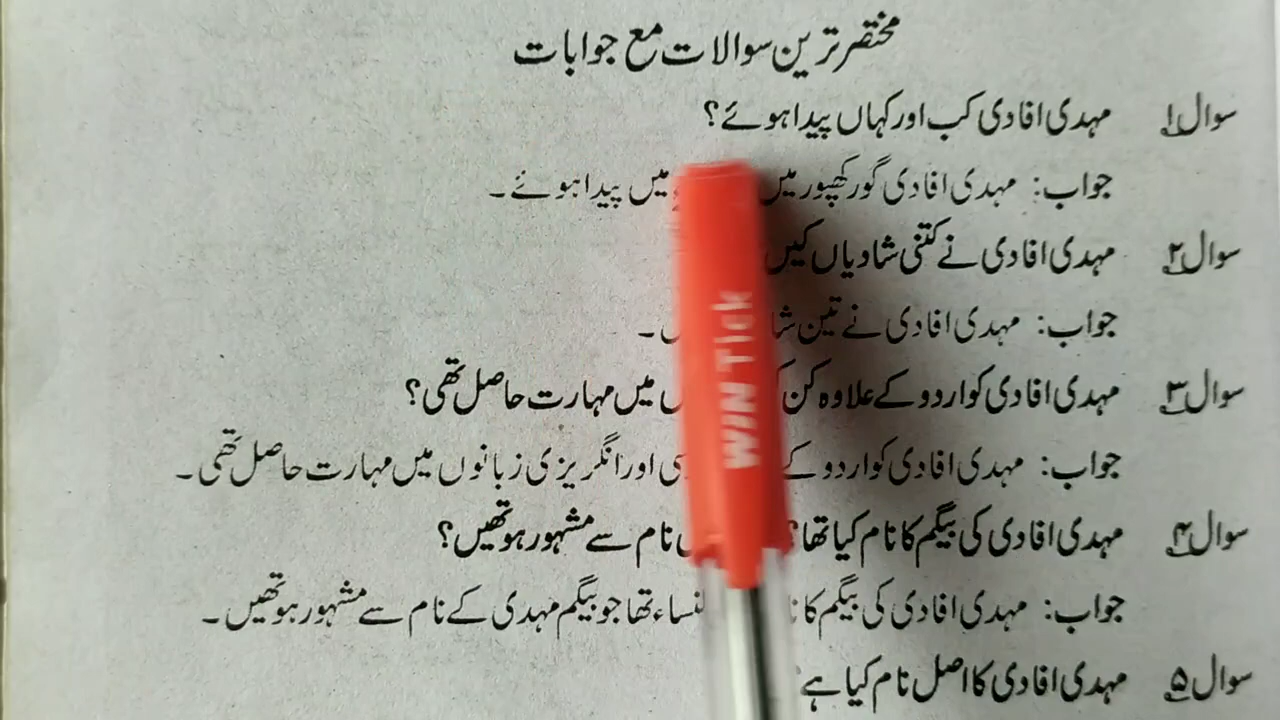 مختصر ترین سوالات مع جوابات
سوال ۱ مہدی افادی کب اور کہاں پیدا ہوئے؟
جواب: مہدی افادی گورکھپور میں میں پیدا ہوئے۔
سوال ۲ مہدی افادی نے کتنی شادیاں کیں
جواب: مہدی افادی نے تین
سوال ۳ مہدی افادی کو اردو کے علاوہ کن میں مہارت حاصل تھی؟
جواب: مہدی افادی کو اردو کے اور انگریزی زبانوں میں مہارت حاصل تھی۔
سوال ۴ مہدی افادی کی بیگم کا نام کیا تھا؟ نام سے مشہور ہوئیں؟
جواب: مہدی افادی کی بیگم کا تھا جو بیگم مہدی کے نام سے مشہور ہوئیں۔
سوال ۵ مہدی افادی کا اصل نام کیا ہے
WIN Tick